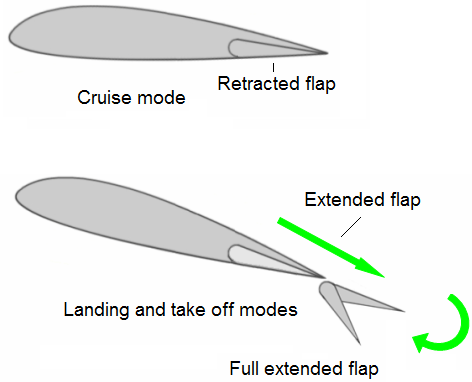 Retracted flap
Cruise mode
Extended flap
Landing and take off modes
Full extended flap